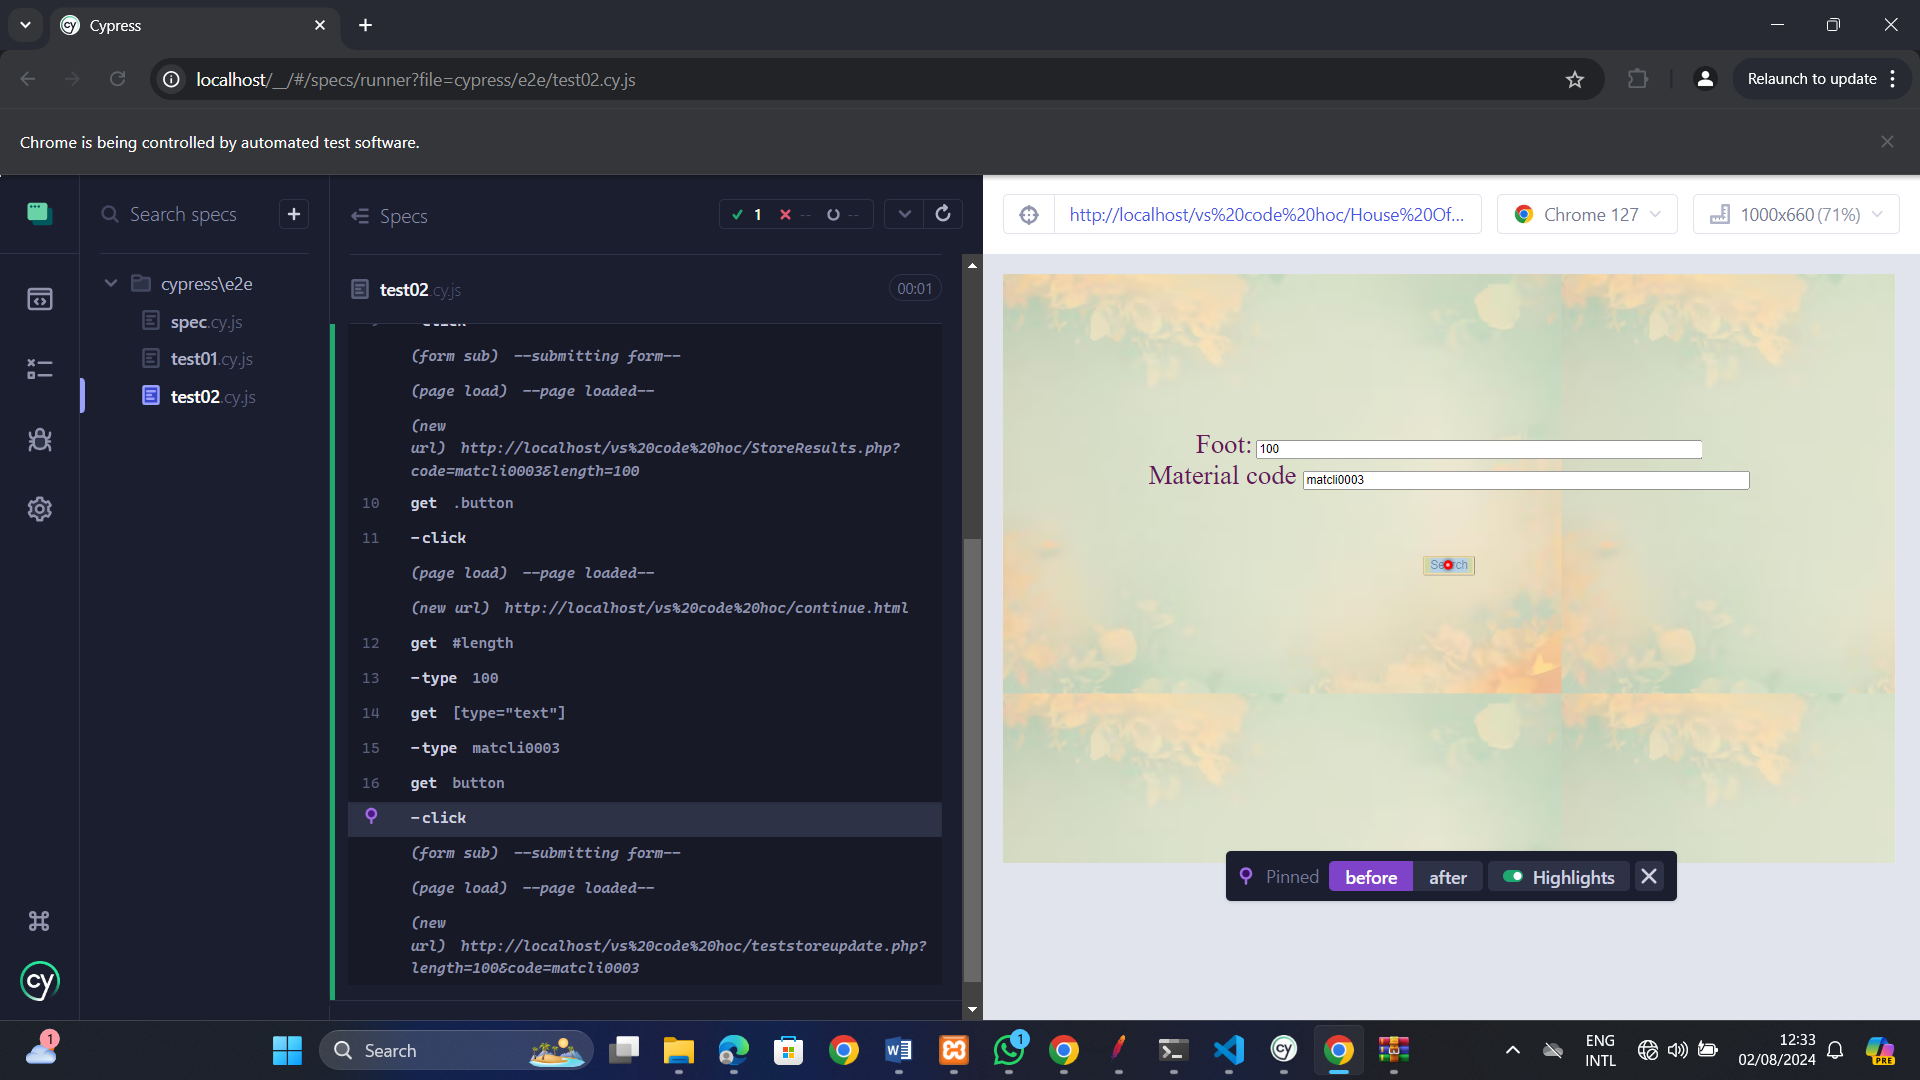 Cypress
localhost/__/#/specs/runner?file=cypress/e2e/test02.cy.js
Relaunch to update
Chrome is being controlled by automated test software.
Search specs
+
Specs
1 -- --
http://localhost/vs%20code%20hoc/House%20Of...
Chrome 127
1000x660 (71%)
cypress\e2e
spec.cy.js
test01.cy.js
test02.cy.js
test02.cy.js
00:01
(form sub) --submitting form--
(page load) --page loaded--
(new
url) http://localhost/vs%20code%20hoc/StoreResults.php?
code=matcli0003&length=100
10 get .button
11 -click
(page load) --page loaded--
(new url) http://localhost/vs%20code%20hoc/continue.html
12 get #length
13 -type 100
14 get [type="text"]
15 -type matcli0003
16 get button
-click
(form sub) --submitting form--
(page load) --page loaded--
(new
url) http://localhost/vs%20code%20hoc/teststoreupdate.php?
length=100&code=matcli0003
Foot: 100
Material code matcli0003
Search
Pinned before after Highlights
cy
1
Search
1
ENG
INTL
12:33
02/08/2024
PRE